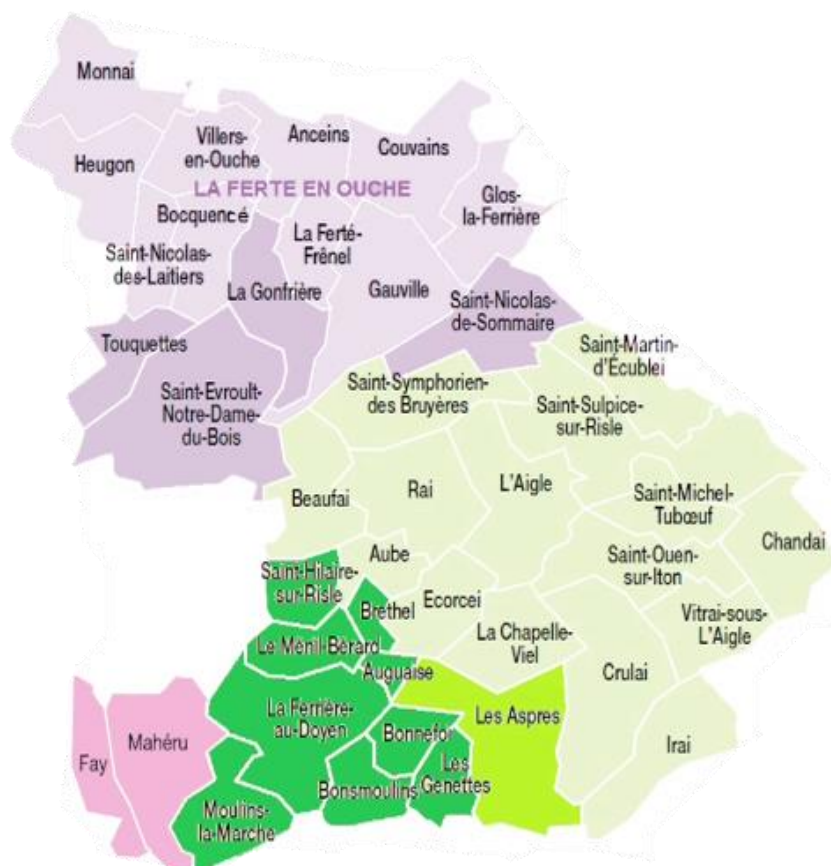 Monnai
Villers-
en-Ouche
Anceins
Couvains
Heugon
LA FERTE EN OUCHE
Glos-
la-Ferrière
Bocquencé
La Ferté-
Frênel
Saint-Nicolas-
des-Laitiers
La Gonfrière
Gauville
Saint-Nicolas-
de-Sommaire
Touquettes
Saint-Martin-
d'Écublei
Saint-Evroult-
Notre-Dame-
du-Bois
Saint-Symphorien-
des Bruyères
Saint-Sulpice-
sur-Risle
Beaufai
Rai
L'Aigle
Saint-Michel-
Tubœuf
Chandai
Aube
Saint-Ouen-
sur-Iton
Saint-Hilaire-
sur-Risle
Brethel
Ecorcei
Vitrai-sous-
L'Aigle
Le Ménil-Bérard
La Chapelle-
Viel
Auguaise
Crulai
La Ferrière-
au-Doyen
Les Aspres
Mahéru
Bonnefoi
Irai
Fay
Les
Genettes
Bonsmoulins
Moulins-
la-Marche